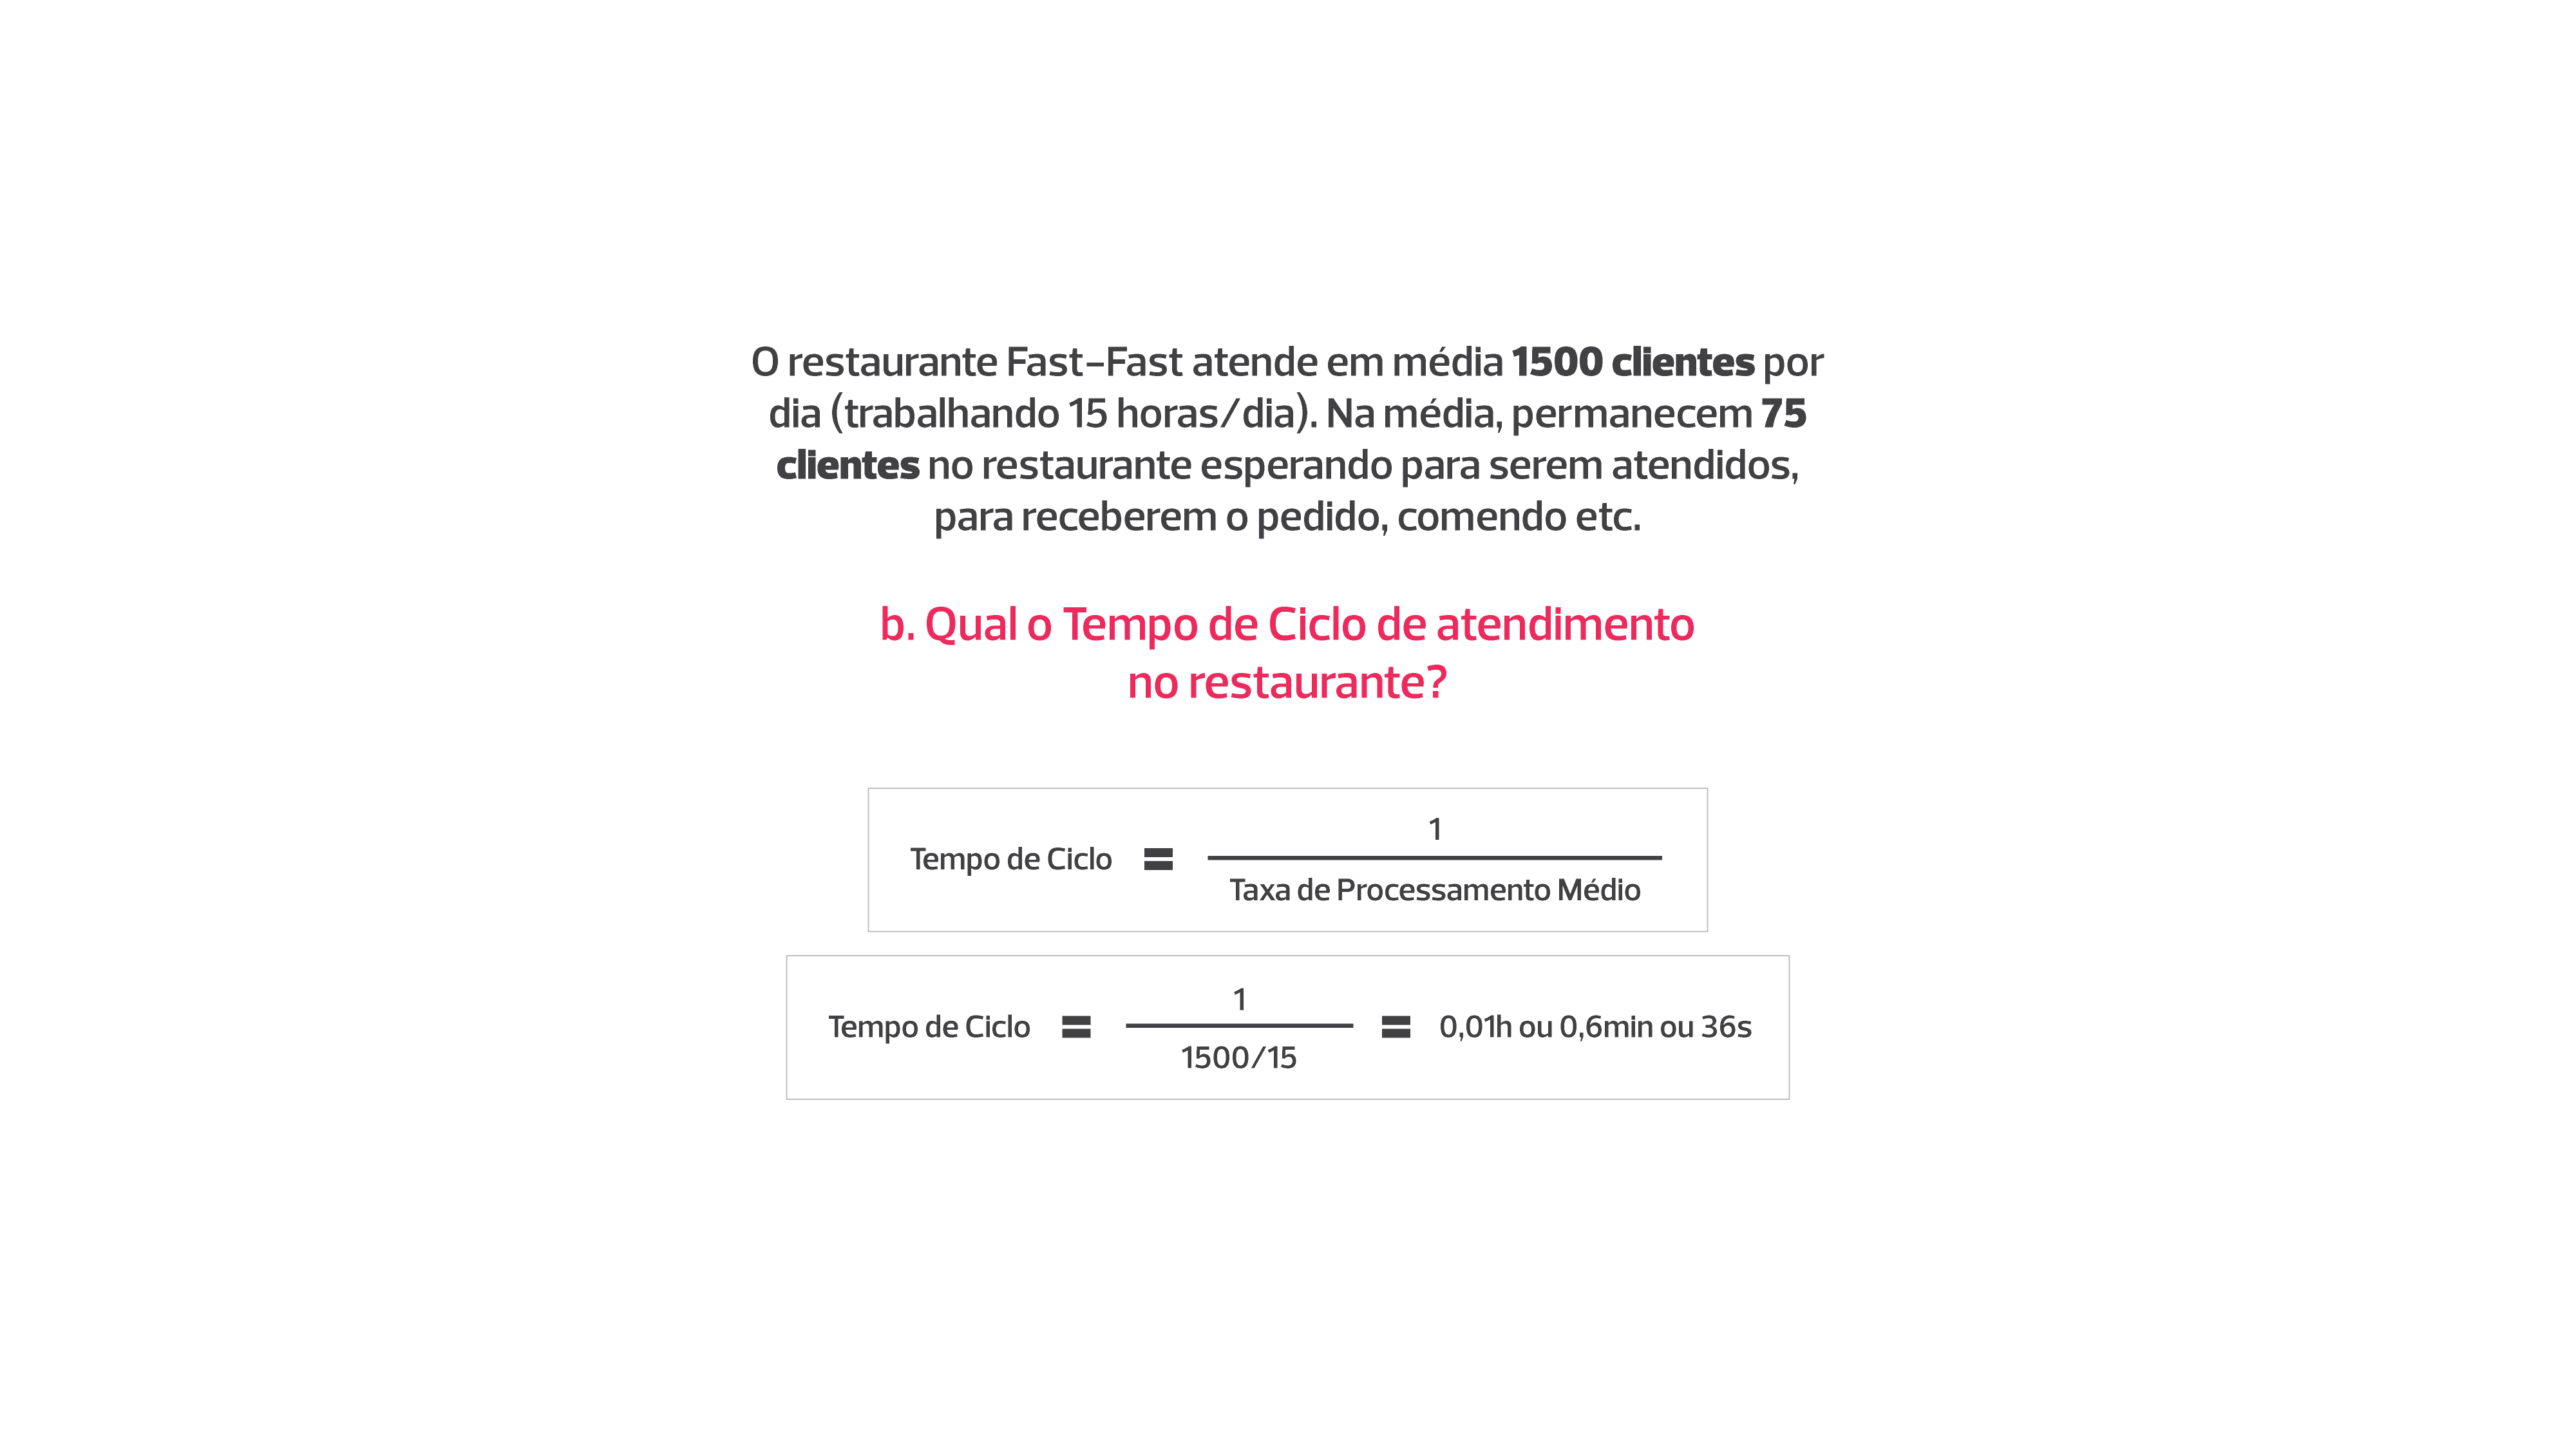 O restaurante Fast-Fast atende em média 1500 clientes por
dia (trabalhando 15 horas/dia). Na média, permanecem 75
clientes no restaurante esperando para serem atendidos,
para receberem o pedido, comendo etc.
b. Qual o Tempo de Ciclo de atendimento
no restaurante?
1
Tempo de Ciclo =
Taxa de Processamento Médio
1
Tempo de Ciclo = = 0,01h ou 0,6min ou 36s
1500/15